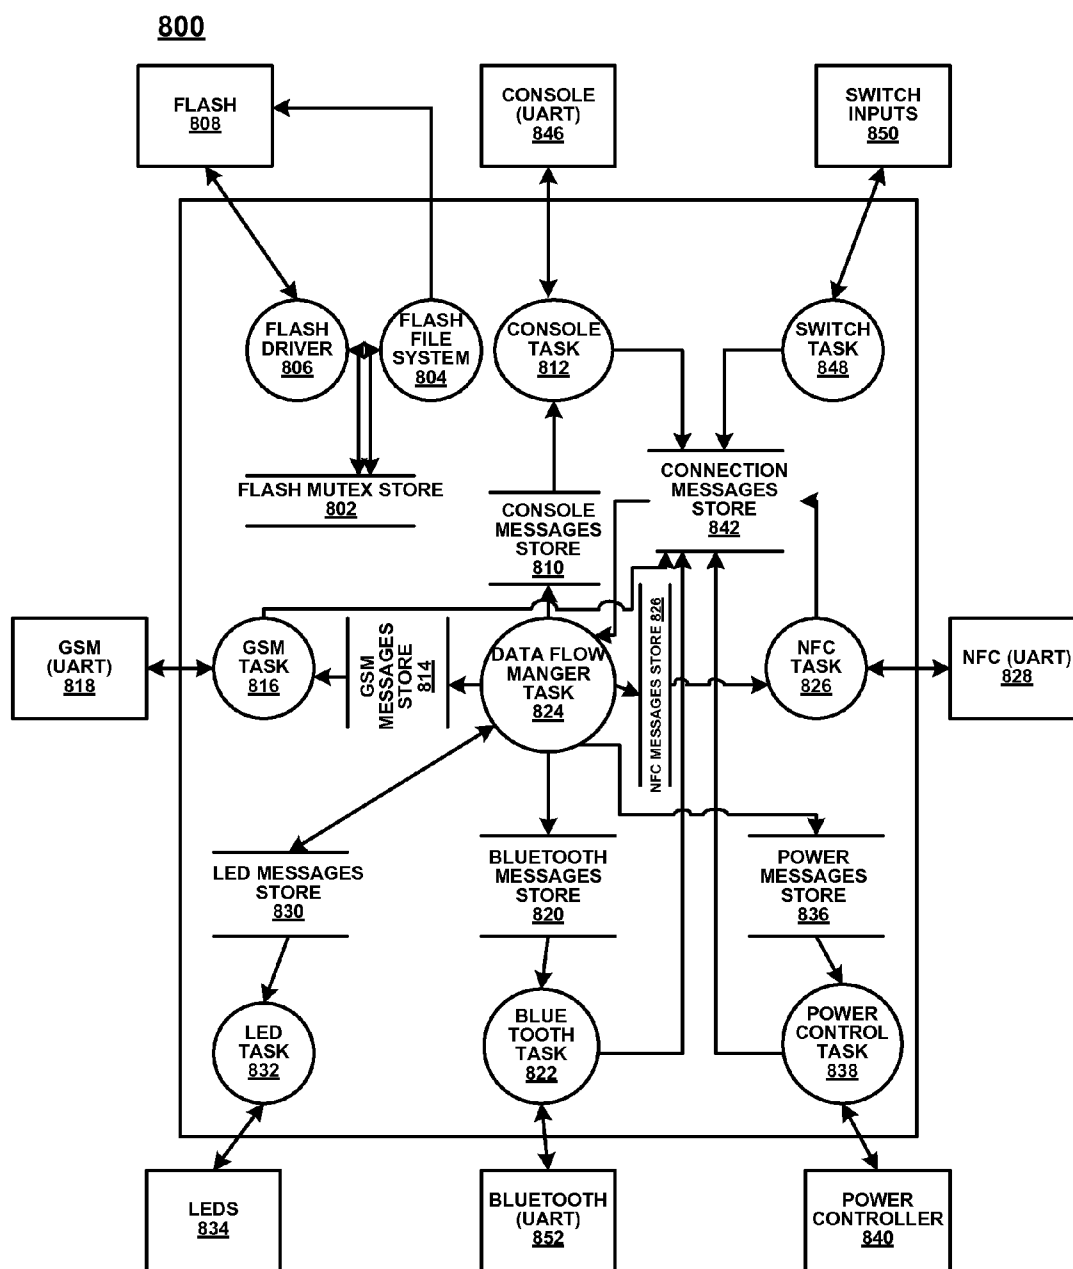 800
FLASH
808
CONSOLE
(UART)
846
SWITCH
INPUTS
850
FLASH
DRIVER
806
FLASH
FILE
SYSTEM
804
CONSOLE
TASK
812
SWITCH
TASK
848
FLASH MUTEX STORE
802
CONSOLE
MESSAGES
STORE
810
CONNECTION
MESSAGES
STORE
842
GSM
(UART)
818
GSM
TASK
816
GSM
MESSAGES
STORE 814
DATA FLOW
MANGER
TASK
824
NFC MESSAGES STORE 826
NFC
TASK
826
NFC (UART)
828
LED MESSAGES
STORE
830
BLUETOOTH
MESSAGES
STORE
820
POWER
MESSAGES
STORE
836
LED
TASK
832
BLUE
TOOTH
TASK
822
POWER
CONTROL
TASK
838
LEDS
834
BLUETOOTH
(UART)
852
POWER
CONTROLLER
840